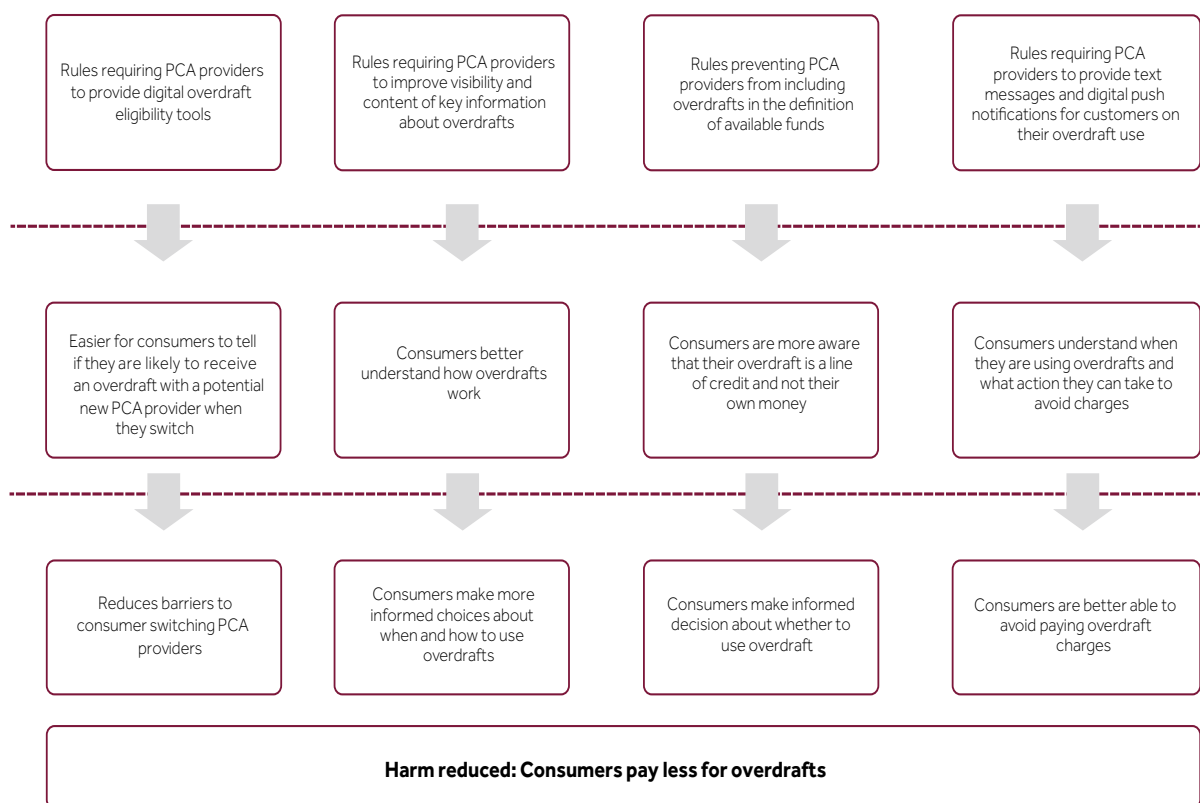 Rules requiring PCA providers
to provide digital overdraft
eligibility tools
Rules requiring PCA providers
to improve visibility and
content of key information
about overdrafts
Rules preventing PCA
providers from including
overdrafts in the definition
of available funds
Rules requiring PCA
providers to provide text
messages and digital push
notifications for customers on
their overdraft use
Easier for consumers to tell
if they are likely to receive
an overdraft with a potential
new PCA provider when
they switch
Consumers better
understand how overdrafts
work
Consumers are more aware
that their overdraft is a line
of credit and not their
own money
Consumers understand when
they are using overdrafts and
what action they can take to
avoid charges
Reduces barriers to
consumer switching PCA
providers
Consumers make more
informed choices about
when and how to use
overdrafts
Consumers make informed
decision about whether to
use overdraft
Consumers are better able to
avoid paying overdraft
charges
Harm reduced: Consumers pay less for overdrafts